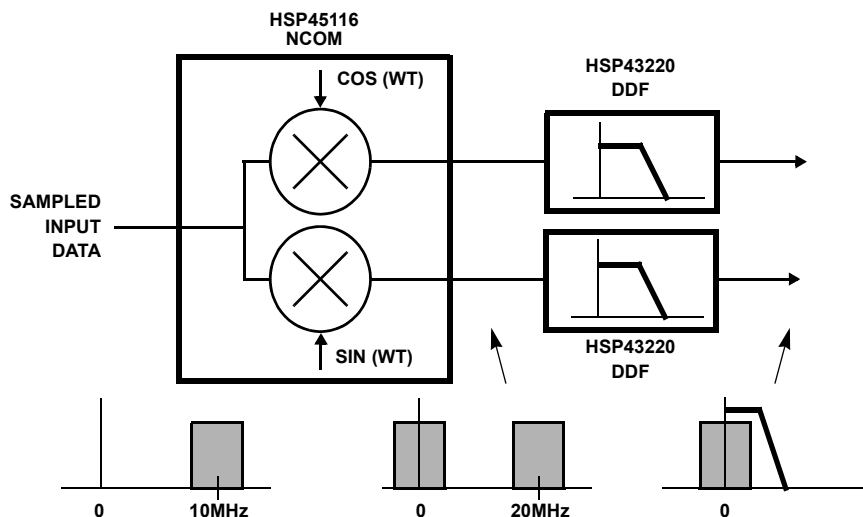 HSP45116
NCOM
COS (WT)
HSP43220
DDF
SAMPLED
INPUT
DATA
SIN (WT)
HSP43220
DDF
0
10MHz
0
20MHz
0